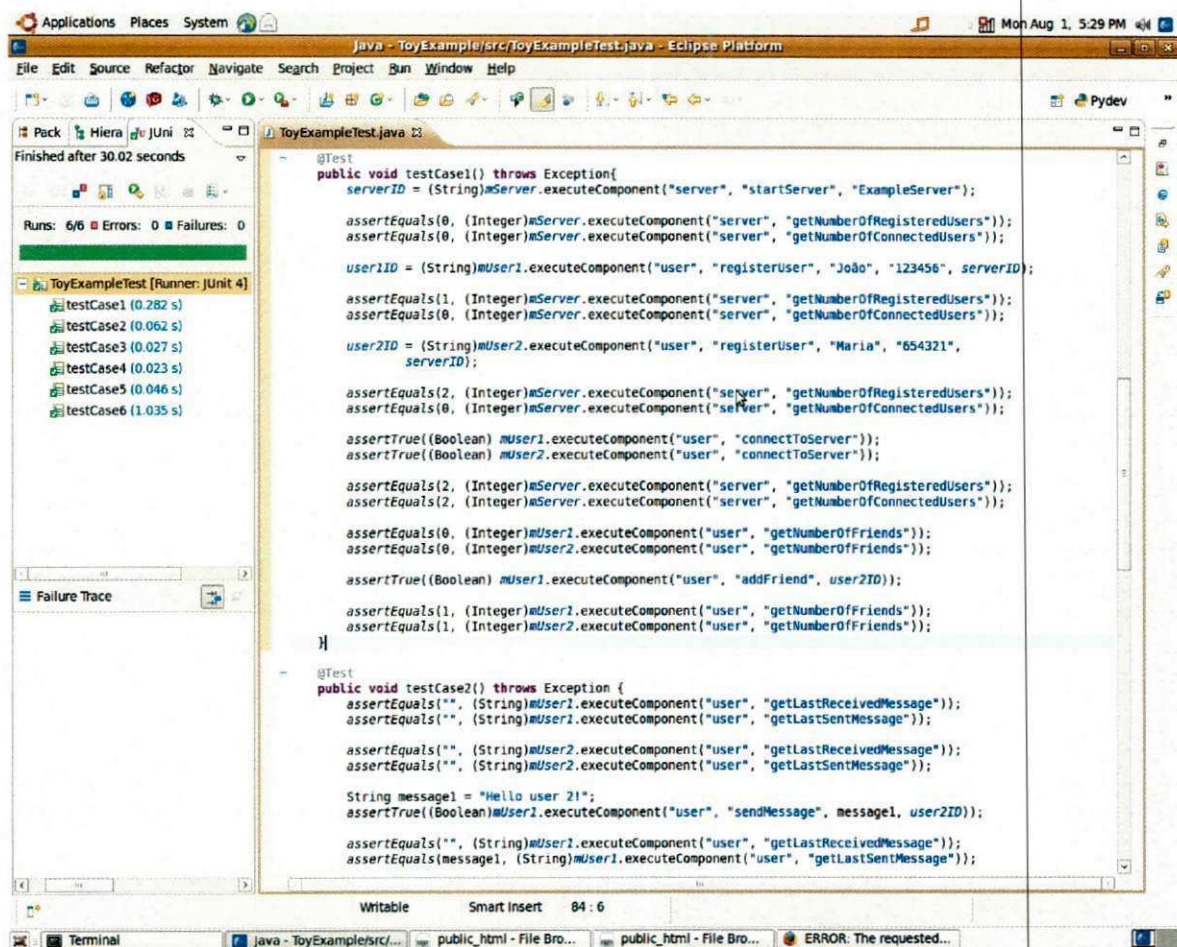 Applications Places System
Mon Aug 1, 5:29 PM
Java - ToyExample/src/ToyExampleTest.java - Eclipse Platform
File Edit Source Refactor Navigate Search Project Run Window Help
Pydev
Pack Hiera JUni
ToyExampleTest.java
Finished after 30.02 seconds
Runs: 6/6 Errors: 0 Failures: 0
ToyExampleTest [Runner: JUnit 4]
testCase1 (0.282 s)
testCase2 (0.062 s)
testCase3 (0.027 s)
testCase4 (0.023 s)
testCase5 (0.046 s)
testCase6 (1.035 s)
Failure Trace
@Test
public void testCase1() throws Exception{
serverID = (String)mServer.executeComponent("server", "startServer", "ExampleServer");
assertEquals(0, (Integer)mServer.executeComponent("server", "getNumberOfRegisteredUsers"));
assertEquals(0, (Integer)mServer.executeComponent("server", "getNumberOfConnectedUsers"));
user1ID = (String)mUser1.executeComponent("user", "registerUser", "João", "123456", serverID);
assertEquals(1, (Integer)mServer.executeComponent("server", "getNumberOfRegisteredUsers"));
assertEquals(0, (Integer)mServer.executeComponent("server", "getNumberOfConnectedUsers"));
user2ID = (String)mUser2.executeComponent("user", "registerUser", "Maria", "654321",
serverID);
assertEquals(2, (Integer)mServer.executeComponent("server", "getNumberOfRegisteredUsers"));
assertEquals(0, (Integer)mServer.executeComponent("server", "getNumberOfConnectedUsers"));
assertTrue((Boolean) mUser1.executeComponent("user", "connectToServer"));
assertTrue((Boolean) mUser2.executeComponent("user", "connectToServer"));
assertEquals(2, (Integer)mServer.executeComponent("server", "getNumberOfRegisteredUsers"));
assertEquals(2, (Integer)mServer.executeComponent("server", "getNumberOfConnectedUsers"));
assertEquals(0, (Integer)mUser1.executeComponent("user", "getNumberOfFriends"));
assertEquals(0, (Integer)mUser2.executeComponent("user", "getNumberOfFriends"));
assertTrue((Boolean) mUser1.executeComponent("user", "addFriend", user2ID));
assertEquals(1, (Integer)mUser1.executeComponent("user", "getNumberOfFriends"));
assertEquals(1, (Integer)mUser2.executeComponent("user", "getNumberOfFriends"));
}
@Test
public void testCase2() throws Exception {
assertEquals("", (String)mUser1.executeComponent("user", "getLastReceivedMessage"));
assertEquals("", (String)mUser1.executeComponent("user", "getLastSentMessage"));
assertEquals("", (String)mUser2.executeComponent("user", "getLastReceivedMessage"));
assertEquals("", (String)mUser2.executeComponent("user", "getLastSentMessage"));
String message1 = "Hello user 2!";
assertTrue((Boolean)mUser1.executeComponent("user", "sendMessage", message1, user2ID));
assertEquals("", (String)mUser1.executeComponent("user", "getLastReceivedMessage"));
assertEquals(message1, (String)mUser1.executeComponent("user", "getLastSentMessage"));
Writable Smart Insert 84 : 6
Terminal Java - ToyExample/src/... public_html - File Bro... public_html - File Bro... ERROR: The requested...